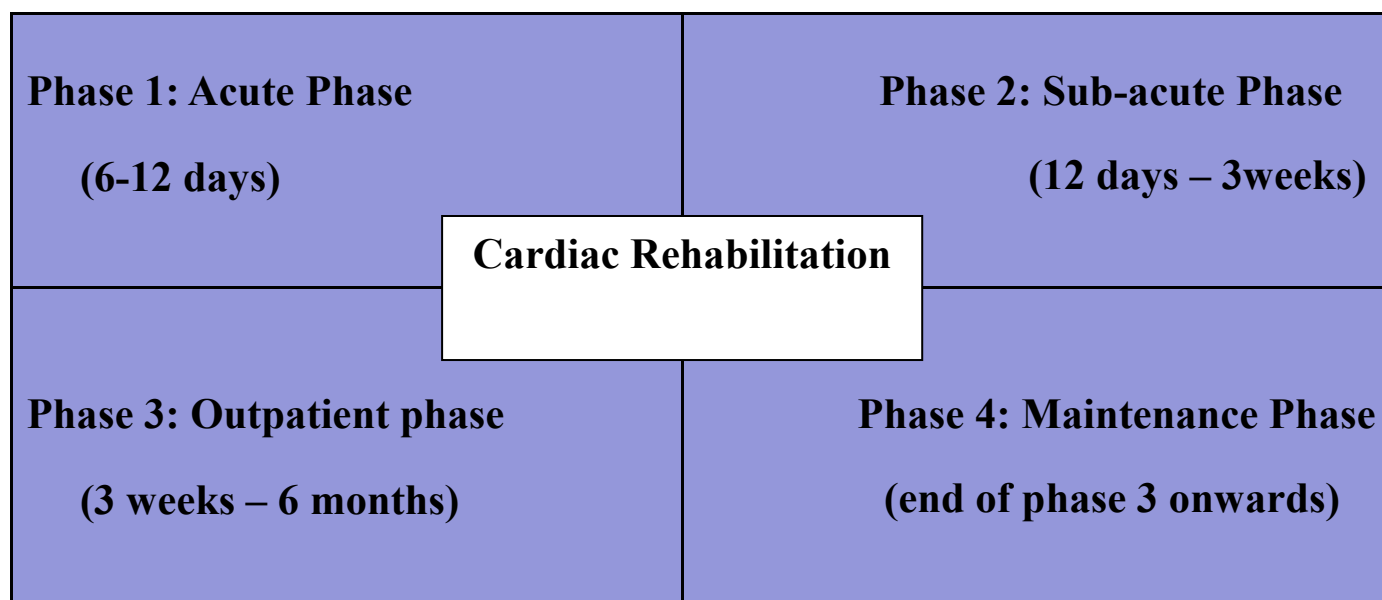 Phase 1: Acute Phase
(6-12 days)
Phase 2: Sub-acute Phase
(12 days – 3weeks)
Cardiac Rehabilitation
Phase 3: Outpatient phase
(3 weeks – 6 months)
Phase 4: Maintenance Phase
(end of phase 3 onwards)